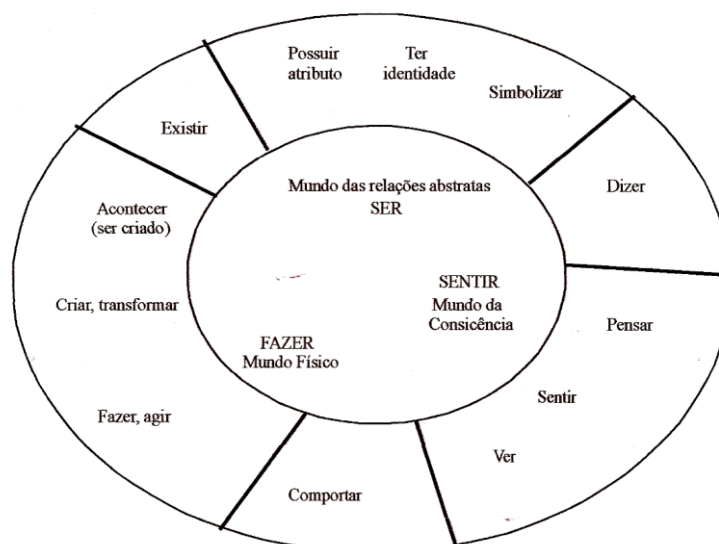 Possuir
atributo
Ter
identidade
Simbolizar
Existir
Dizer
Mundo das relações abstratas
SER
Acontecer
(ser criado)
SENTIR
Mundo da
Consicência
Criar, transformar
Pensar
FAZER
Mundo Físico
Sentir
Fazer, agir
Ver
Comportar